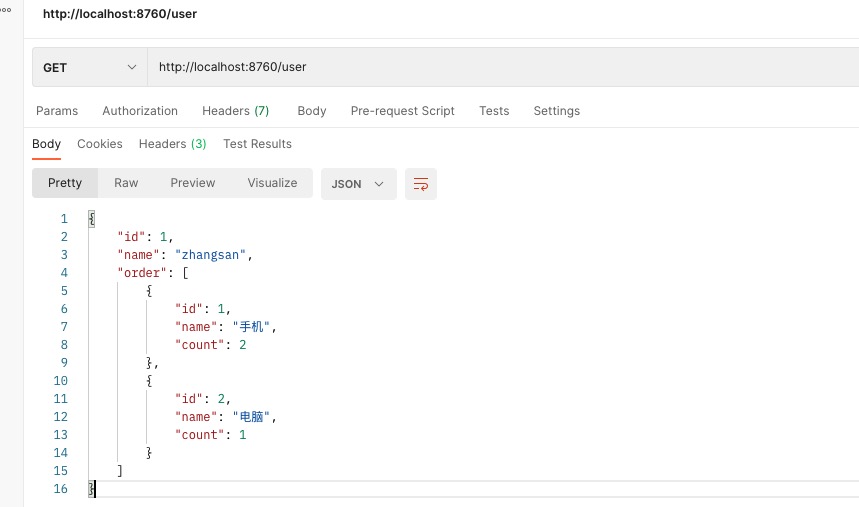 http://localhost:8760/user
GET http://localhost:8760/user
Params Authorization Headers (7) Body Pre-request Script Tests Settings
Body Cookies Headers (3) Test Results
Pretty Raw Preview Visualize JSON
1 {
2 "id": 1,
3 "name": "zhangsan",
4 "order": [
5 {
6 "id": 1,
7 "name": "手机",
8 "count": 2
9 },
10 {
11 "id": 2,
12 "name": "电脑",
13 "count": 1
14 }
15 ]
16 }